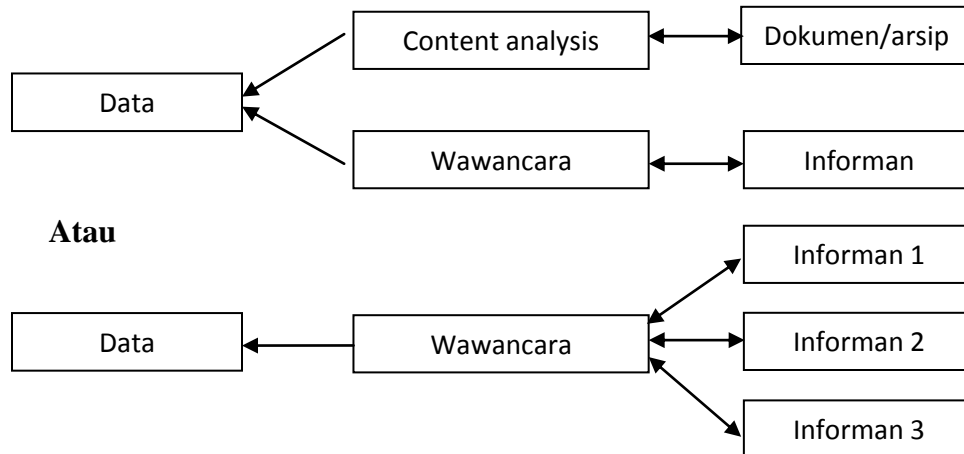 Content analysis
Dokumen/arsip
Data
Wawancara
Informan
Atau
Informan 1
Data
Wawancara
Informan 2
Informan 3